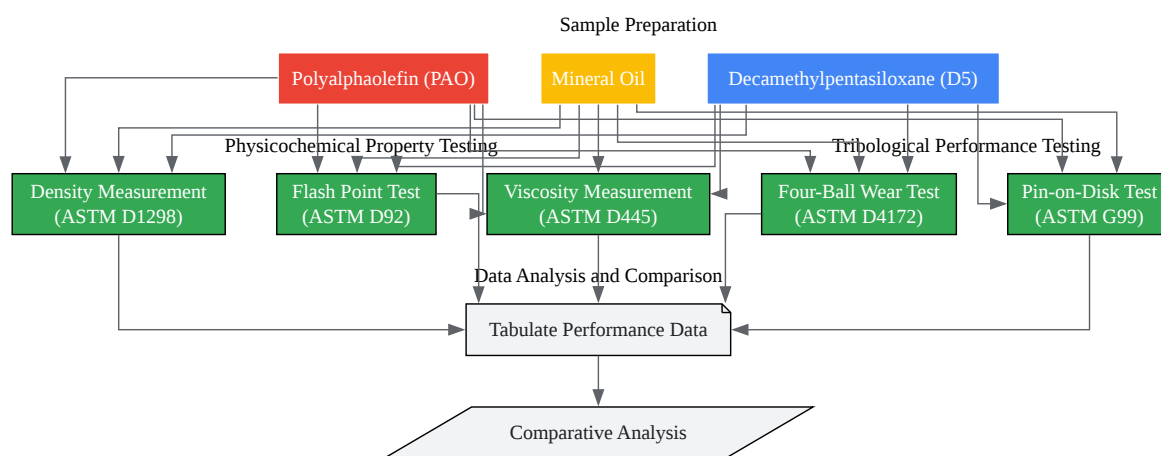 Sample Preparation
Polyalphaolefin (PAO)
Mineral Oil
Decamethylpentasiloxane (D5)
Physicochemical Property Testing
Tribological Performance Testing
Density Measurement
(ASTM D1298)
Flash Point Test
(ASTM D92)
Viscosity Measurement
(ASTM D445)
Four-Ball Wear Test
(ASTM D4172)
Pin-on-Disk Test
(ASTM G99)
Data Analysis and Comparison
Tabulate Performance Data
Comparative Analysis